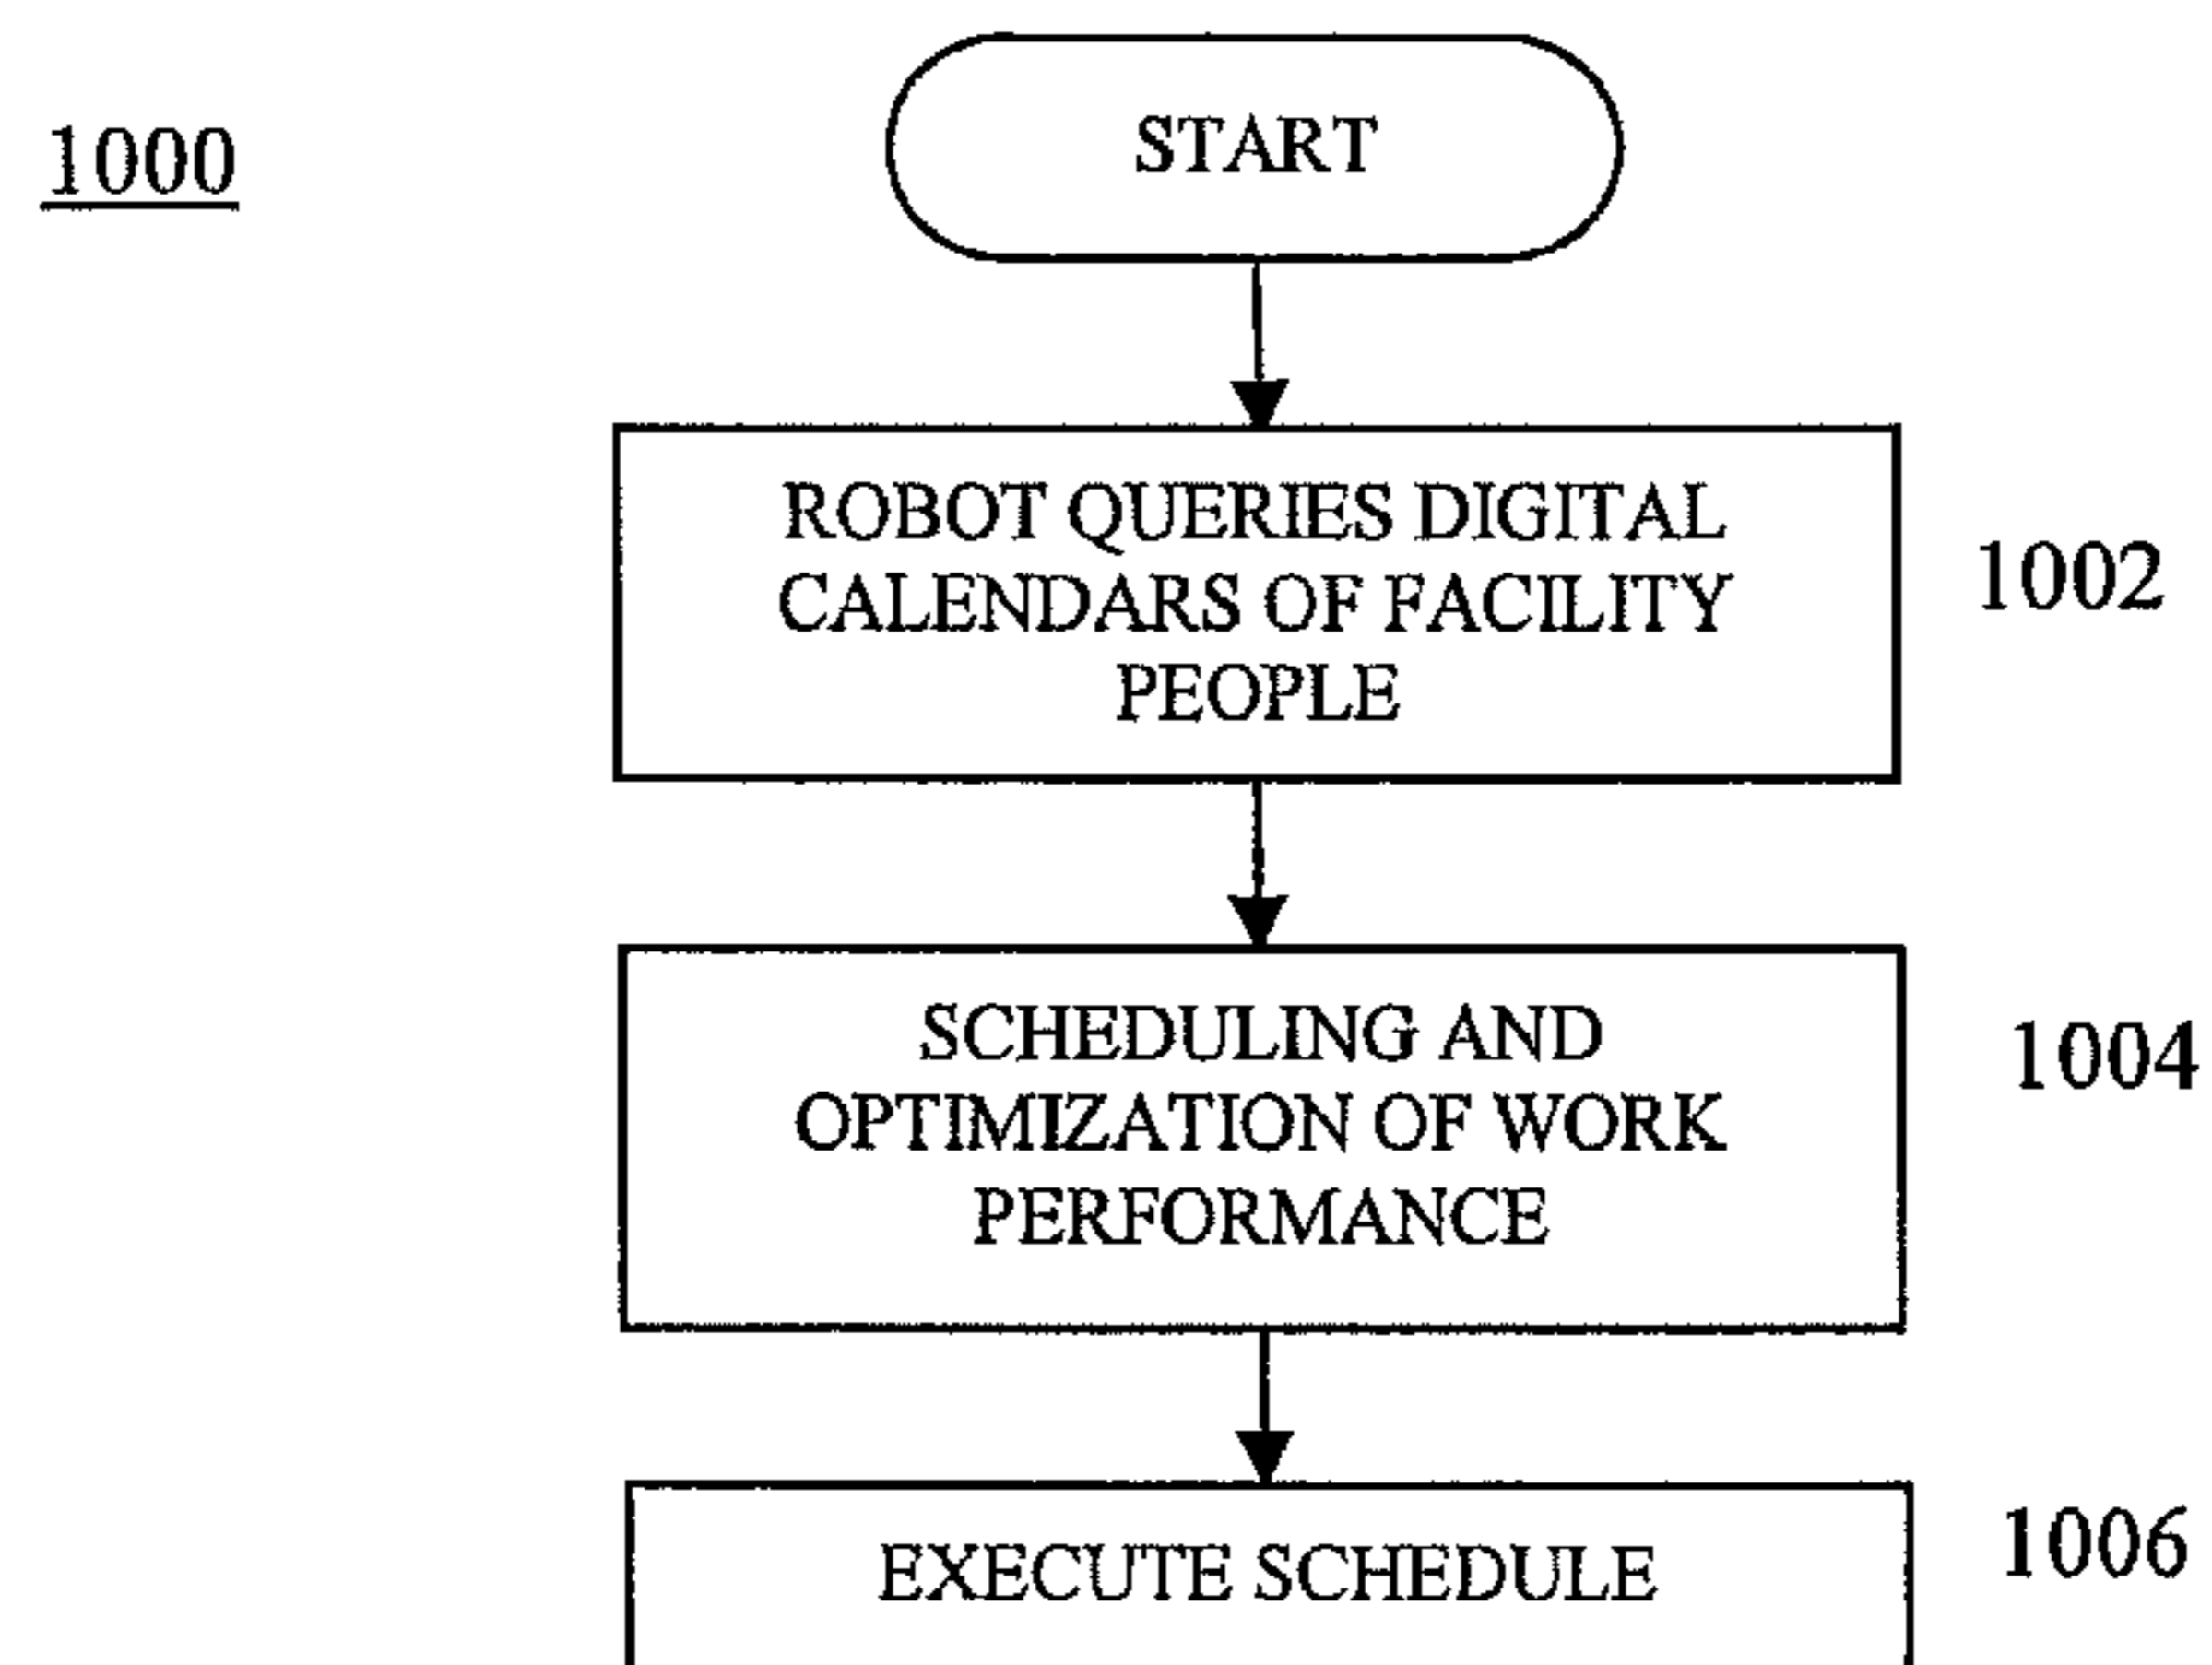 1000
START
ROBOT QUERIES DIGITAL
CALENDARS OF FACILITY
PEOPLE
1002
SCHEDULING AND
OPTIMIZATION OF WORK
PERFORMANCE
1004
EXECUTE SCHEDULE
1006